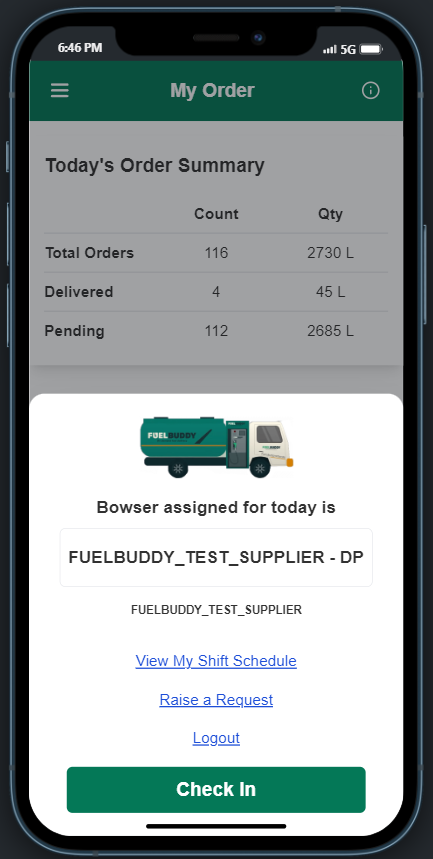 6:46 PM 5G
My Order
Today's Order Summary
Count Qty
Total Orders 116 2730 L
Delivered 4 45 L
Pending 112 2685 L
FUELBUDDY
Bowser assigned for today is
FUELBUDDY_TEST_SUPPLIER - DP
FUELBUDDY_TEST_SUPPLIER
View My Shift Schedule
Raise a Request
Logout
Check In